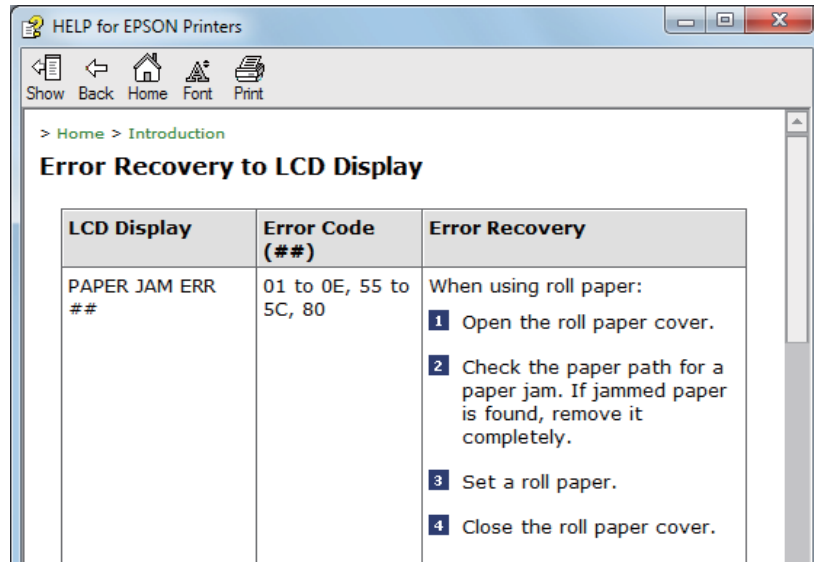 HELP for EPSON Printers
Show Back Home Font Print
> Home > Introduction
Error Recovery to LCD Display
LCD Display
Error Code
(##)
Error Recovery
PAPER JAM ERR
##
01 to 0E, 55 to
5C, 80
When using roll paper:
1 Open the roll paper cover.
2 Check the paper path for a
paper jam. If jammed paper
is found, remove it
completely.
3 Set a roll paper.
4 Close the roll paper cover.